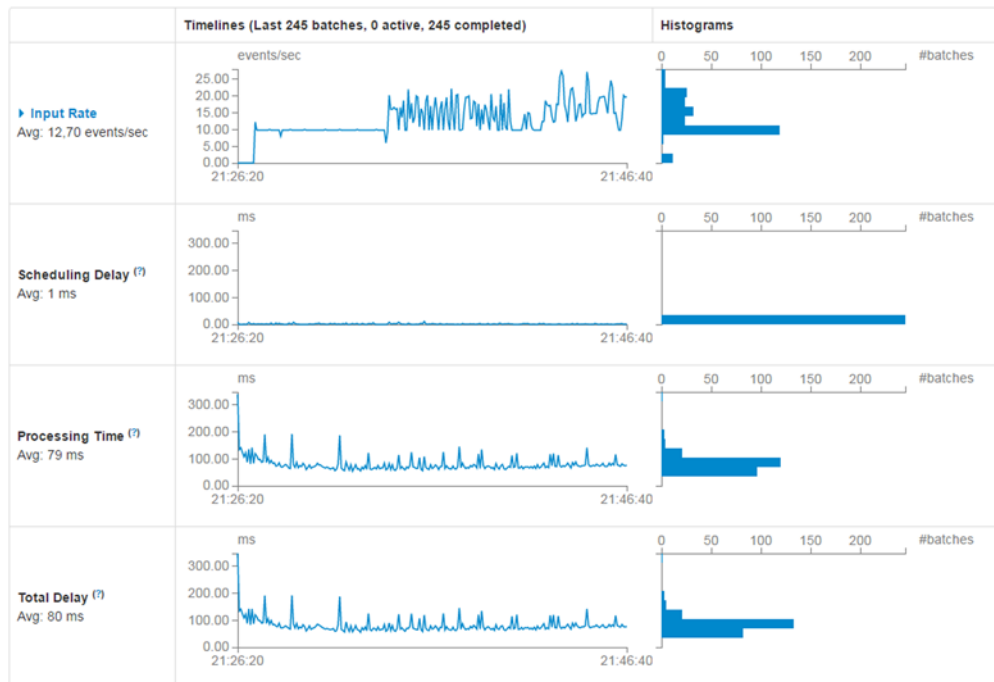 Timelines (Last 245 batches, 0 active, 245 completed)
Histograms
Input Rate
Avg: 12,70 events/sec
events/sec
25.00
20.00
15.00
10.00
5.00
0.00
21:26:20
21:46:40
0 50 100 150 200 #batches
Scheduling Delay (?)
Avg: 1 ms
ms
300.00
200.00
100.00
0.00
21:26:20
21:46:40
0 50 100 150 200 #batches
Processing Time (?)
Avg: 79 ms
ms
300.00
200.00
100.00
0.00
21:26:20
21:46:40
0 50 100 150 200 #batches
Total Delay (?)
Avg: 80 ms
ms
300.00
200.00
100.00
0.00
21:26:20
21:46:40
0 50 100 150 200 #batches